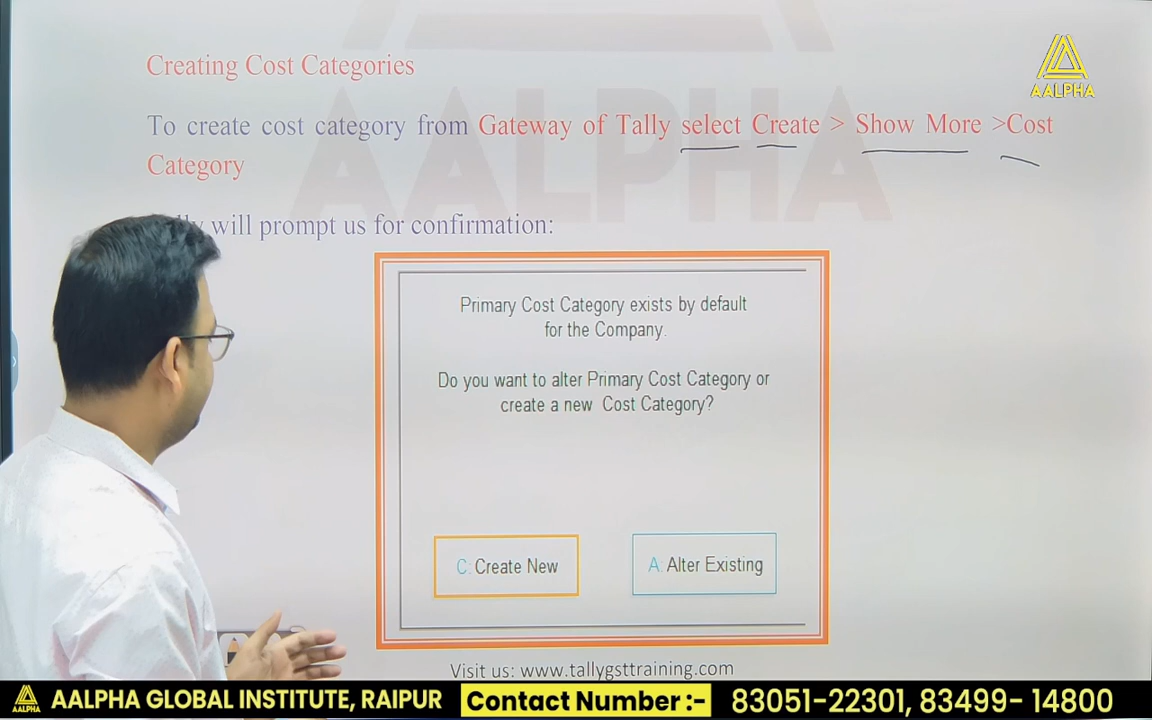 Creating Cost Categories
AALPHA
To create cost category from Gateway of Tally select Create > Show More >Cost
Category
will prompt us for confirmation:
AALPHA
Primary Cost Category exists by default
for the Company.
Do you want to alter Primary Cost Category or
create a new Cost Category?
C: Create New
A: Alter Existing
Visit us: www.tallygsttraining.com
AALPHA
AALPHA GLOBAL INSTITUTE, RAIPUR
Contact Number :-
83051-22301, 83499- 14800